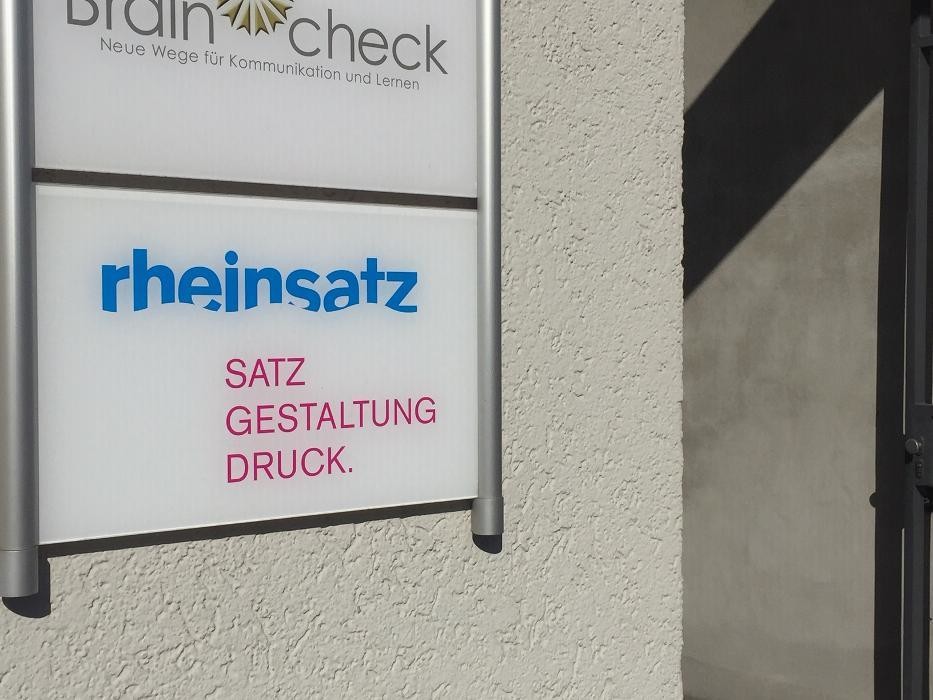 Brain check
Neue Wege für Kommunikation und Lernen
rheinsatz
SATZ
GESTALTUNG
DRUCK.